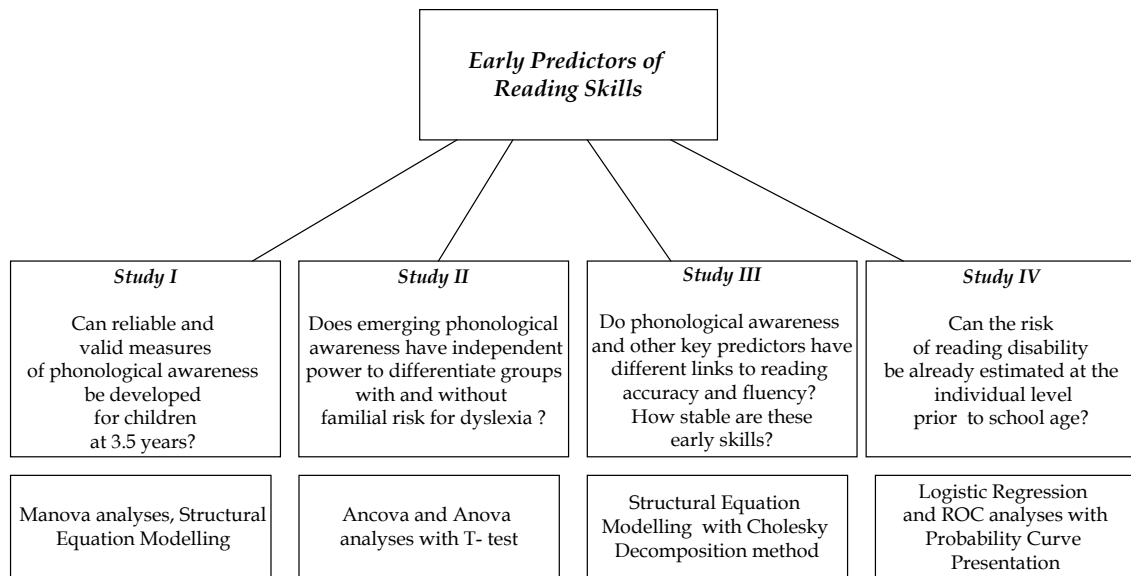 Early Predictors of
Reading Skills
Study I
Can reliable and
valid measures
of phonological awareness
be developed
for children
at 3.5 years?
Study II
Does emerging phonological
awareness have independent
power to differentiate groups
with and without
familial risk for dyslexia ?
Study III
Do phonological awareness
and other key predictors have
different links to reading
accuracy and fluency?
How stable are these
early skills?
Study IV
Can the risk
of reading disability
be already estimated at the
individual level
prior to school age?
Manova analyses, Structural
Equation Modelling
Ancova and Anova
analyses with T- test
Structural Equation
Modelling with Cholesky
Decomposition method
Logistic Regression
and ROC analyses with
Probability Curve
Presentation